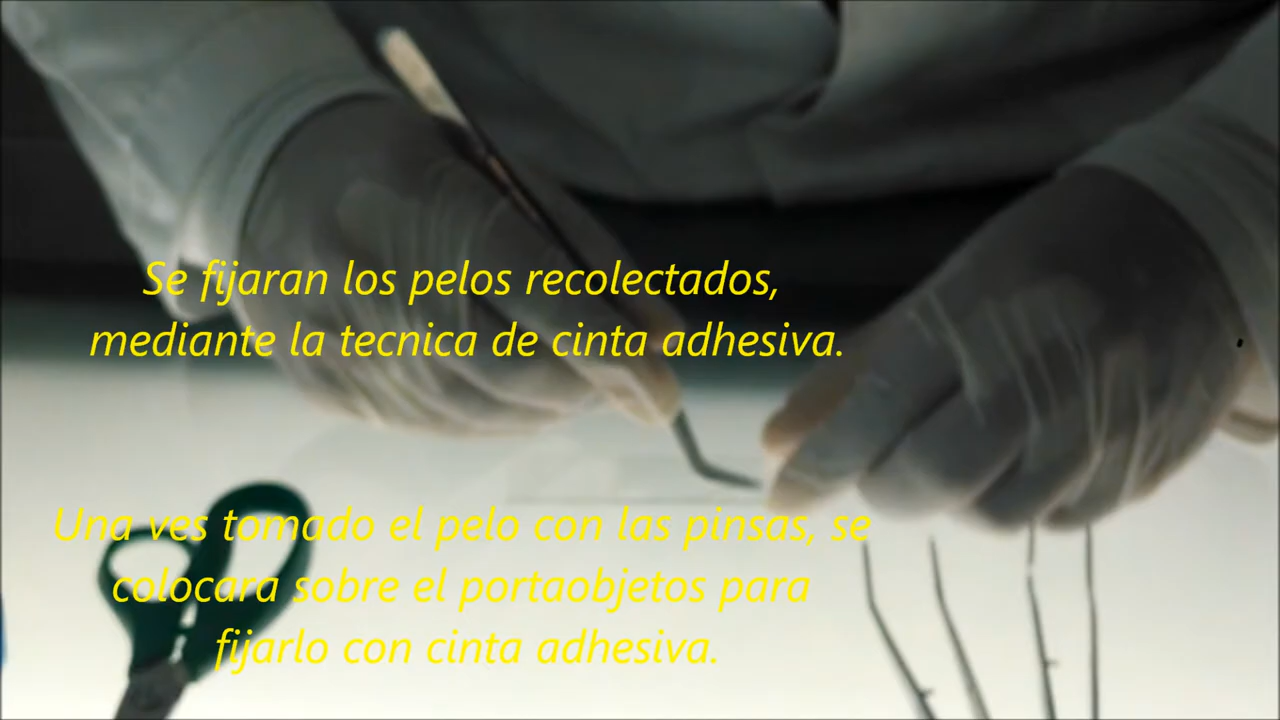 Se fijaran los pelos recolectados,
mediante la tecnica de cinta adhesiva.
Una ves tomado el pelo con las pinsas, se
colocara sobre el portaobjetos para
fijarlo con cinta adhesiva.